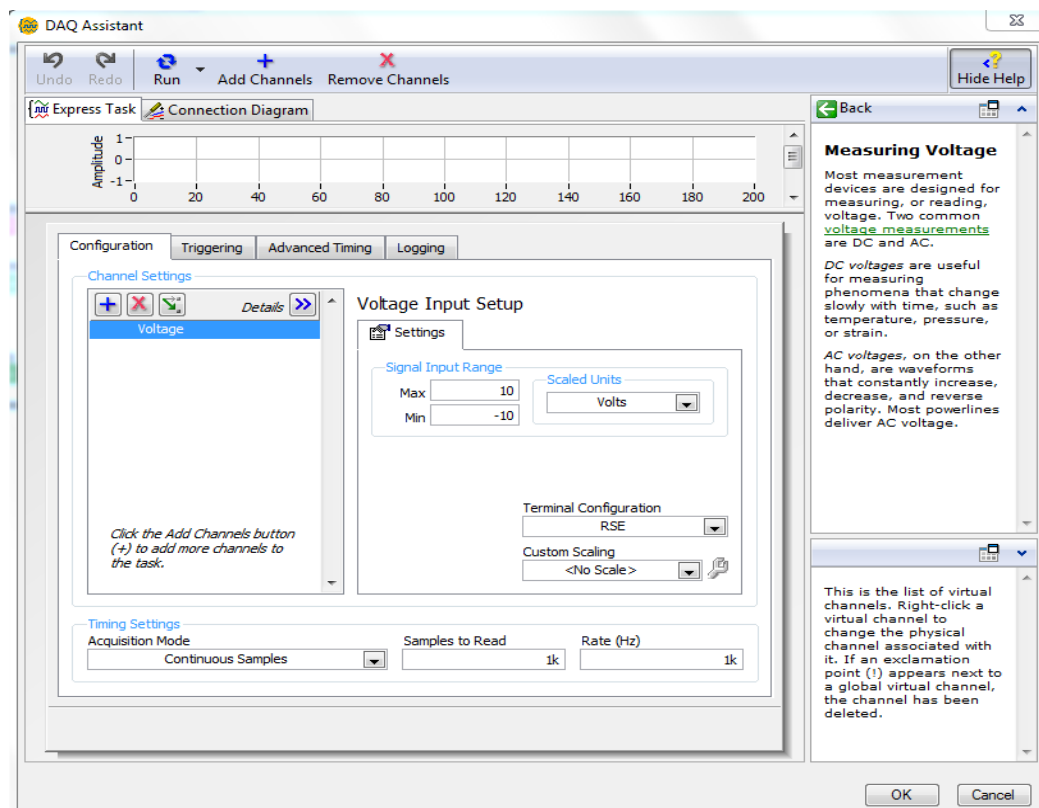 DAQ Assistant
Undo Redo Run Add Channels Remove Channels Hide Help
Express Task Connection Diagram
Back
Amplitude
1
0
-1
0 20 40 60 80 100 120 140 160 180 200
Measuring Voltage
Most measurement
devices are designed for
measuring, or reading,
voltage. Two common
voltage measurements
are DC and AC.
DC voltages are useful
for measuring
phenomena that change
slowly with time, such as
temperature, pressure,
or strain.
AC voltages, on the other
hand, are waveforms
that constantly increase,
decrease, and reverse
polarity. Most powerlines
deliver AC voltage.
Configuration Triggering Advanced Timing Logging
Channel Settings
Details
Voltage
Click the Add Channels button
(+) to add more channels to
the task.
Voltage Input Setup
Settings
Signal Input Range
Max 10
Min -10
Scaled Units
Volts
Terminal Configuration
RSE
Custom Scaling
<No Scale>
Timing Settings
Acquisition Mode Samples to Read Rate (Hz)
Continuous Samples 1k 1k
This is the list of virtual
channels. Right-click a
virtual channel to
change the physical
channel associated with
it. If an exclamation
point (!) appears next to
a global virtual channel,
the channel has been
deleted.
OK Cancel